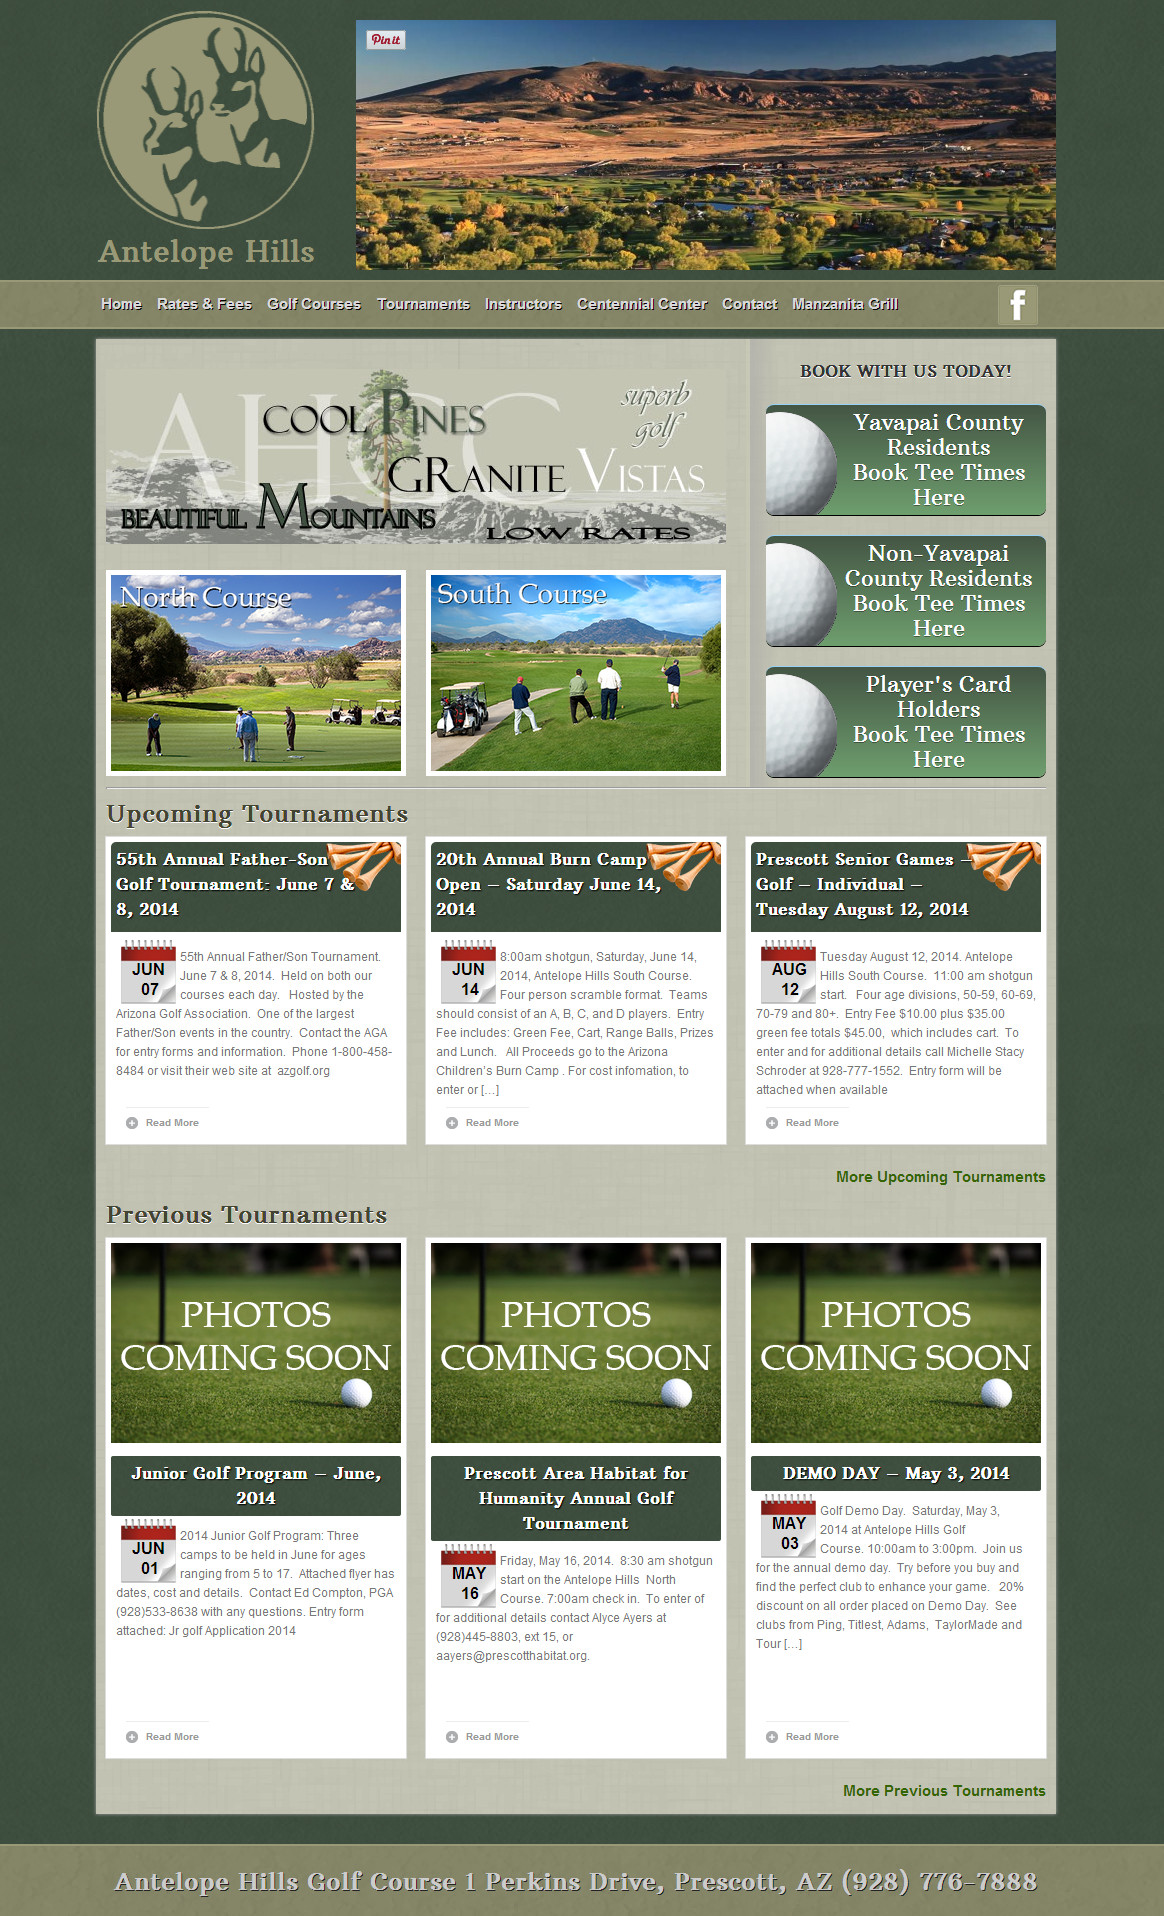 Pin it
Antelope Hills
Home Rates & Fees Golf Courses Tournaments Instructors Centennial Center Contact Manzanita Grill
f
AHCC
COOL PINES
superb
golf
GRANITE VISTAS
BEAUTIFUL MOUNTAINS
LOW RATES
BOOK WITH US TODAY!
Yavapai County
Residents
Book Tee Times
Here
Non-Yavapai
County Residents
Book Tee Times
Here
Player's Card
Holders
Book Tee Times
Here
North Course
South Course
Upcoming Tournaments
55th Annual Father-Son
Golf Tournament: June 7 &
8, 2014
JUN
07
55th Annual Father/Son Tournament.
June 7 & 8, 2014. Held on both our
courses each day. Hosted by the
Arizona Golf Association. One of the largest
Father/Son events in the country. Contact the AGA
for entry forms and information. Phone 1-800-458-
8484 or visit their web site at azgolf.org
Read More
20th Annual Burn Camp
Open – Saturday June 14,
2014
JUN
14
8:00am shotgun, Saturday, June 14,
2014, Antelope Hills South Course.
Four person scramble format. Teams
should consist of an A, B, C, and D players. Entry
Fee includes: Green Fee, Cart, Range Balls, Prizes
and Lunch. All Proceeds go to the Arizona
Children's Burn Camp . For cost infomation, to
enter or [...]
Read More
Prescott Senior Games –
Golf – Individual –
Tuesday August 12, 2014
AUG
12
Tuesday August 12, 2014. Antelope
Hills South Course. 11:00 am shotgun
start. Four age divisions, 50-59, 60-69,
70-79 and 80+. Entry Fee $10.00 plus $35.00
green fee totals $45.00, which includes cart. To
enter and for additional details call Michelle Stacy
Schroder at 928-777-1552. Entry form will be
attached when available
Read More
More Upcoming Tournaments
Previous Tournaments
PHOTOS
COMING SOON
Junior Golf Program – June,
2014
JUN
01
2014 Junior Golf Program: Three
camps to be held in June for ages
ranging from 5 to 17. Attached flyer has
dates, cost and details. Contact Ed Compton, PGA
(928)533-8638 with any questions. Entry form
attached: Jr golf Application 2014
Read More
PHOTOS
COMING SOON
Prescott Area Habitat for
Humanity Annual Golf
Tournament
MAY
16
Friday, May 16, 2014. 8:30 am shotgun
start on the Antelope Hills North
Course. 7:00am check in. To enter of
for additional details contact Alyce Ayers at
(928)445-8803, ext 15, or
aayers@prescotthabitat.org.
Read More
PHOTOS
COMING SOON
DEMO DAY – May 3, 2014
MAY
03
Golf Demo Day. Saturday, May 3,
2014 at Antelope Hills Golf
Course. 10:00am to 3:00pm. Join us
for the annual demo day. Try before you buy and
find the perfect club to enhance your game. 20%
discount on all order placed on Demo Day. See
clubs from Ping, Titlest, Adams, TaylorMade and
Tour [...]
Read More
More Previous Tournaments
Antelope Hills Golf Course 1 Perkins Drive, Prescott, AZ (928) 776-7888